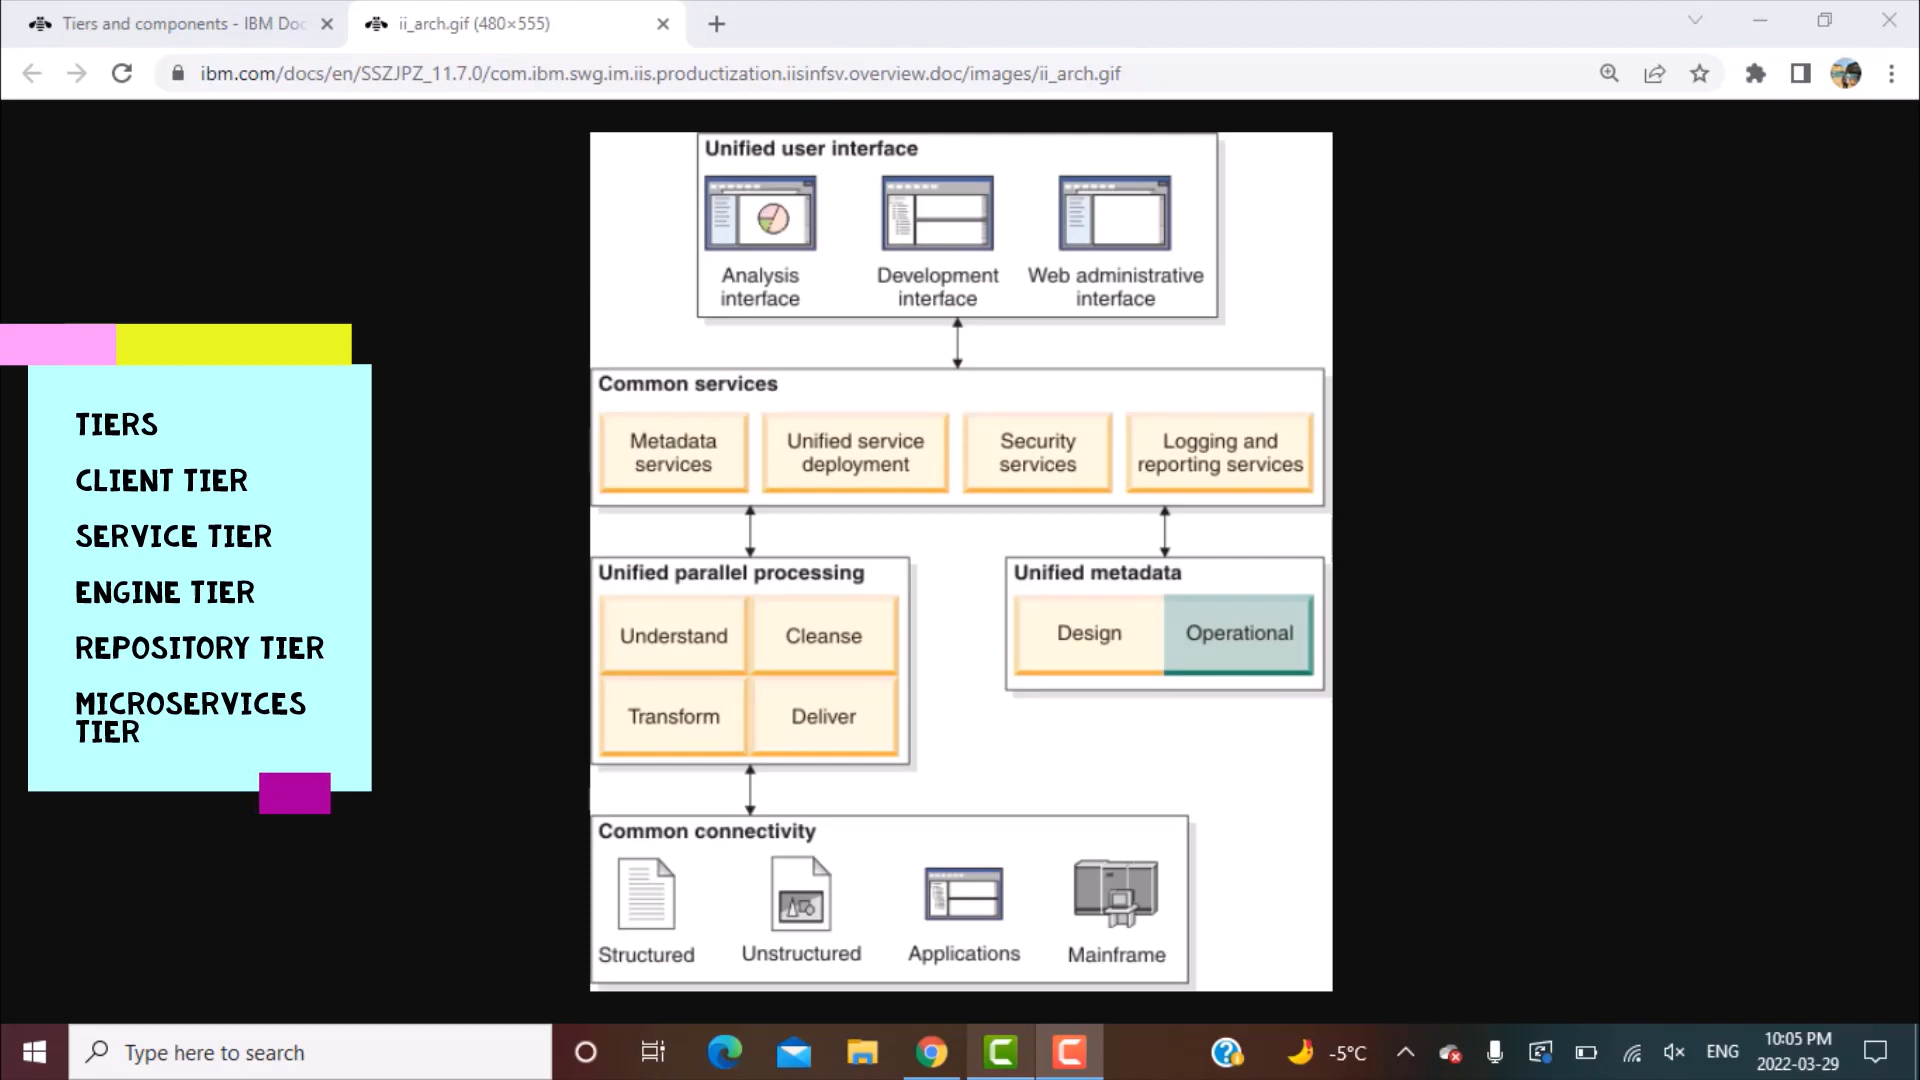 Tiers and components - IBM Doc
ii_arch.gif (480×555)
ibm.com/docs/en/SSZJPZ_11.7.0/com.ibm.swg.im.iis.productization.iisinfsv.overview.doc/images/ii_arch.gif
TIERS
CLIENT TIER
SERVICE TIER
ENGINE TIER
REPOSITORY TIER
MICROSERVICES
TIER
Unified user interface
Analysis
interface
Development
interface
Web administrative
interface
Common services
Metadata
services
Unified service
deployment
Security
services
Logging and
reporting services
Unified parallel processing
Understand
Cleanse
Transform
Deliver
Unified metadata
Design
Operational
Common connectivity
Structured
Unstructured
Applications
Mainframe
Type here to search
-5°C
ENG
10:05 PM
2022-03-29